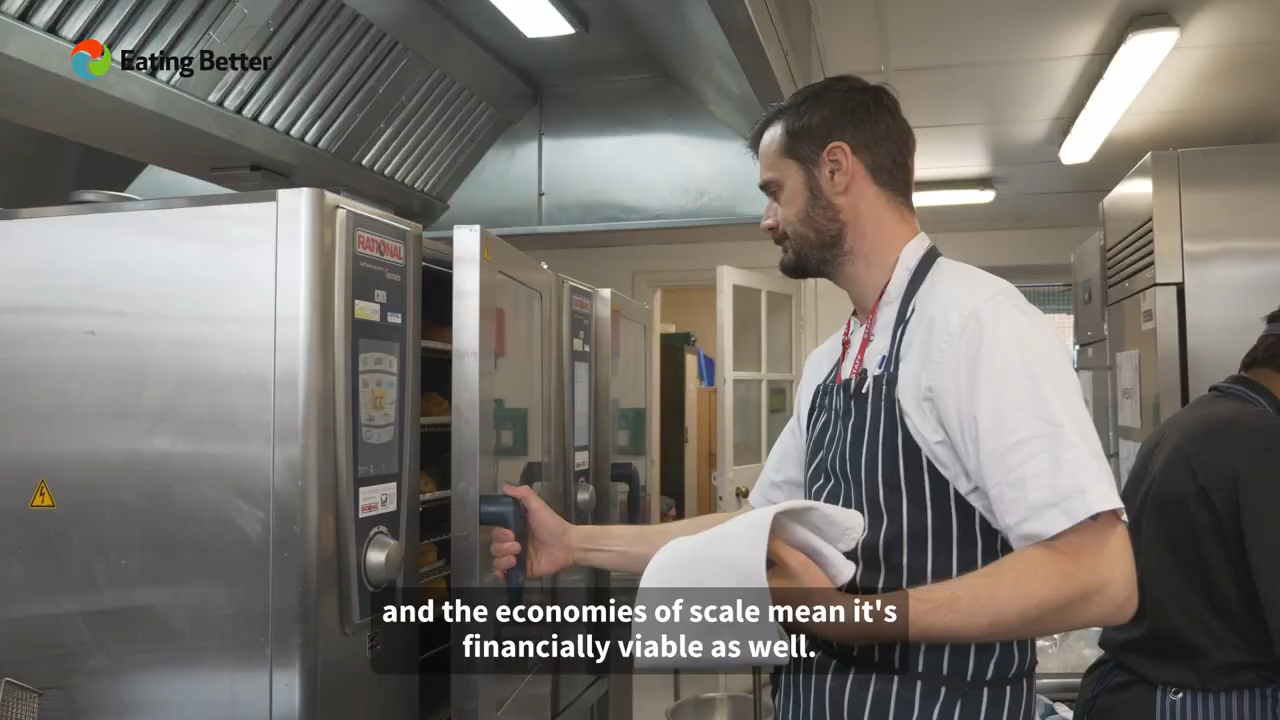 Eating Better
RATIONAL
and the economies of scale mean it's
financially viable as well.